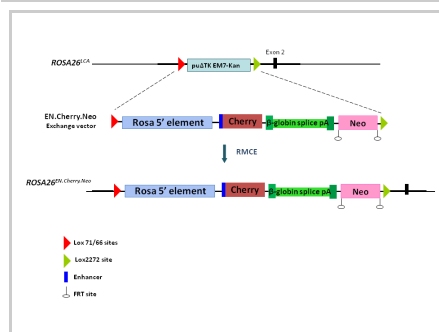 Exon 2
ROSA26LCA
puΔTK EM7-Kan
EN.Cherry.Neo
Exchange vector
Rosa 5' element
Cherry
β-globin splice pA
Neo
RMCE
ROSA26EN.Cherry.Neo
Rosa 5' element
Cherry
β-globin splice pA
Neo
Lox 71/66 sites
Lox2272 site
Enhancer
FRT site